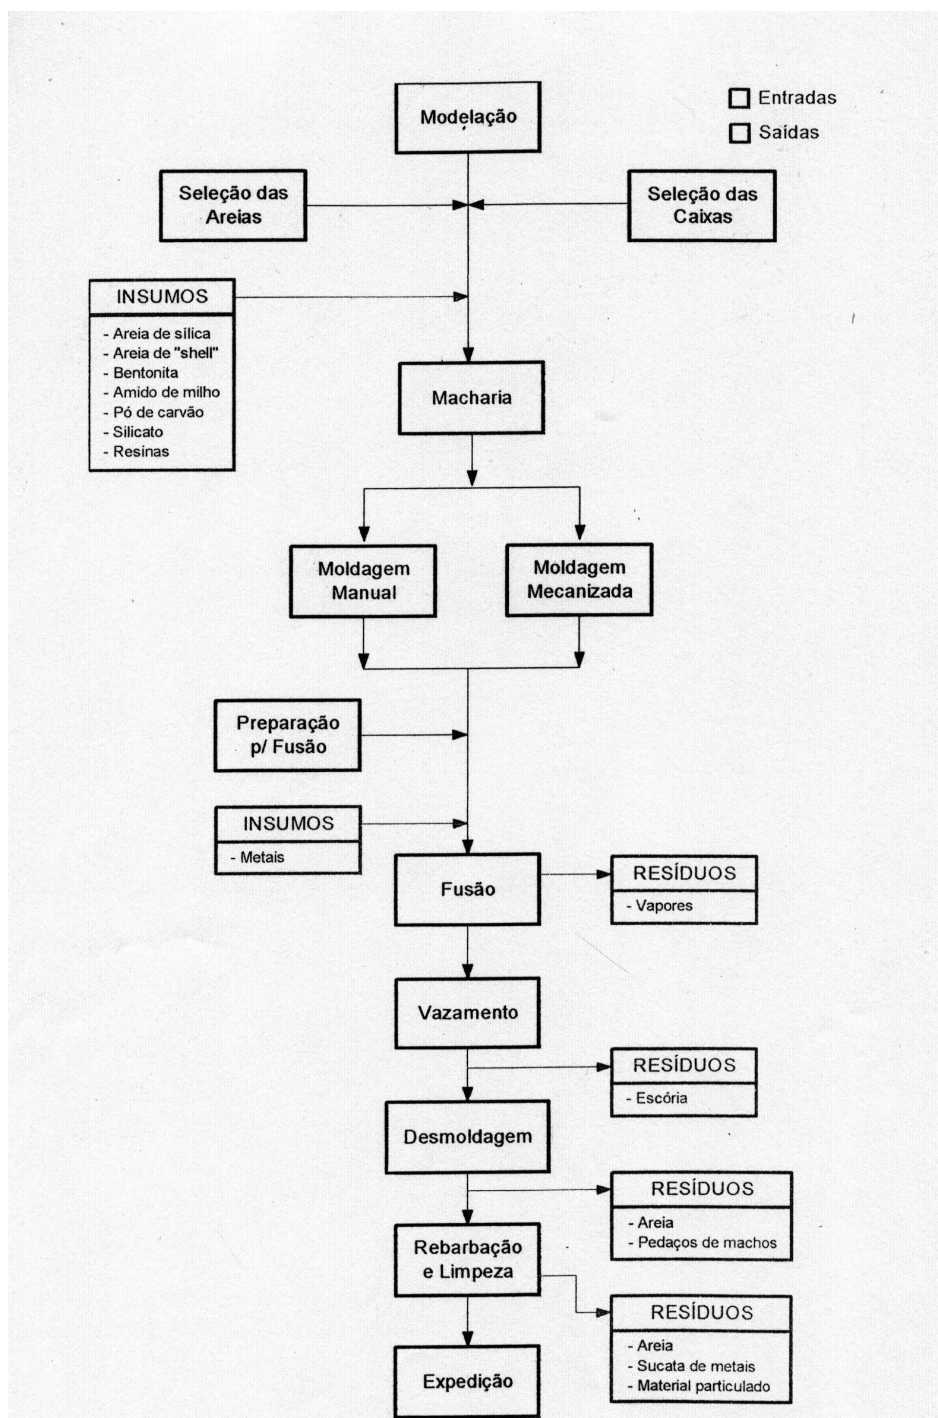 Modelação
Entradas
Saídas
Seleção das
Areias
Seleção das
Caixas
INSUMOS
- Areia de sílica
- Areia de "shell"
- Bentonita
- Amido de milho
- Pó de carvão
- Silicato
- Resinas
Macharia
Moldagem
Manual
Moldagem
Mecanizada
Preparação
p/ Fusão
INSUMOS
- Metais
Fusão
RESÍDUOS
- Vapores
Vazamento
RESÍDUOS
- Escória
Desmoldagem
RESÍDUOS
- Areia
- Pedaços de machos
Rebarbação
e Limpeza
RESÍDUOS
- Areia
- Sucata de metais
- Material particulado
Expedição